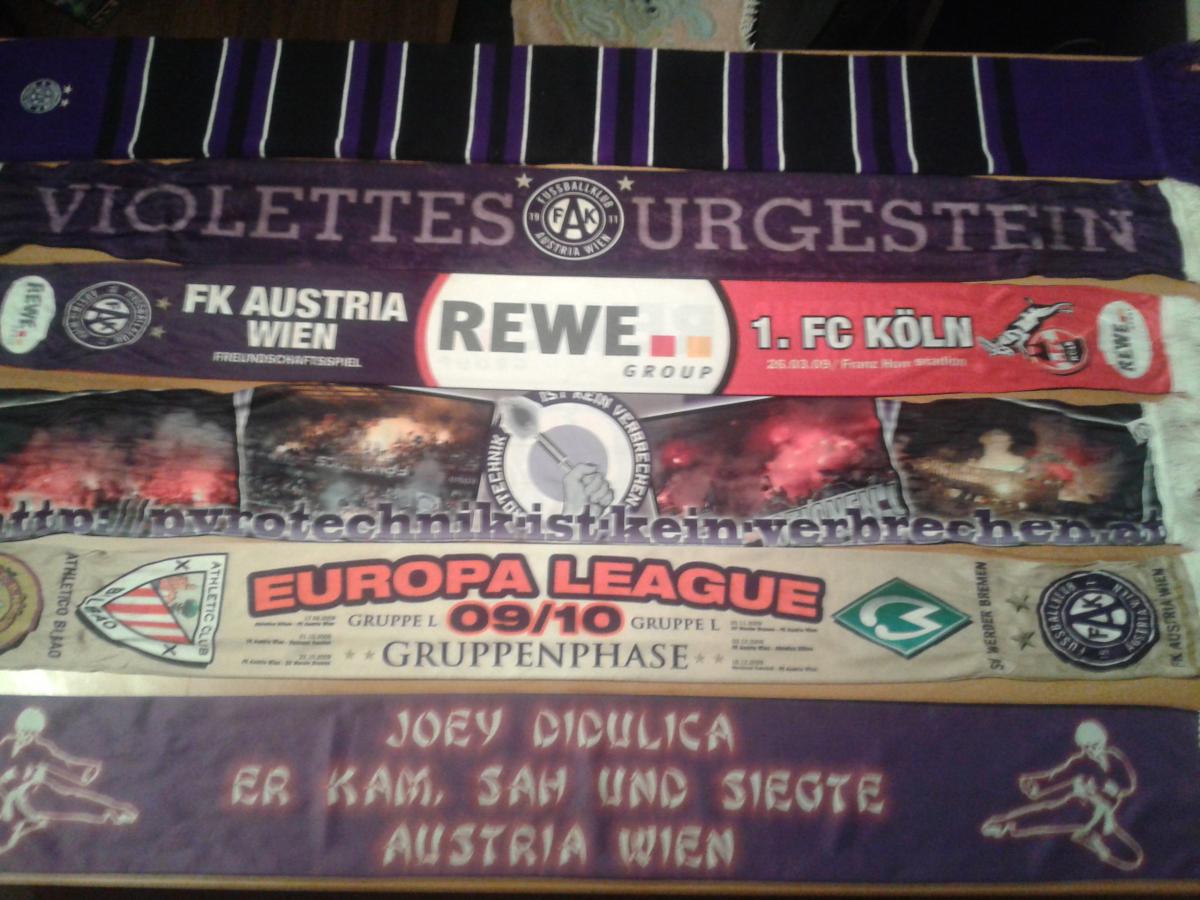 VIOLETTES URGESTEIN
FUSSBALLKLUB
19 FAK 11
AUSTRIA WIEN
REWE
FK AUSTRIA
WIEN
FREUNDSCHAFTSSPIEL
REWE
GROUP
1. FC KÖLN
26.03.09 / Franz Horr stadion
REWE
IST KEIN VERBRECHEN
http://pyrotechnik-ist-kein-verbrechen.at
ATHLETIC CLUB
BILBAO
EUROPA LEAGUE
GRUPPE L 09/10 GRUPPE L
GRUPPENPHASE
SV WERBER BREMEN
FAK
FK AUSTRIA WIEN
JOEY DIDULICA
ER KAM, SAH UND SIEGTE
AUSTRIA WIEN